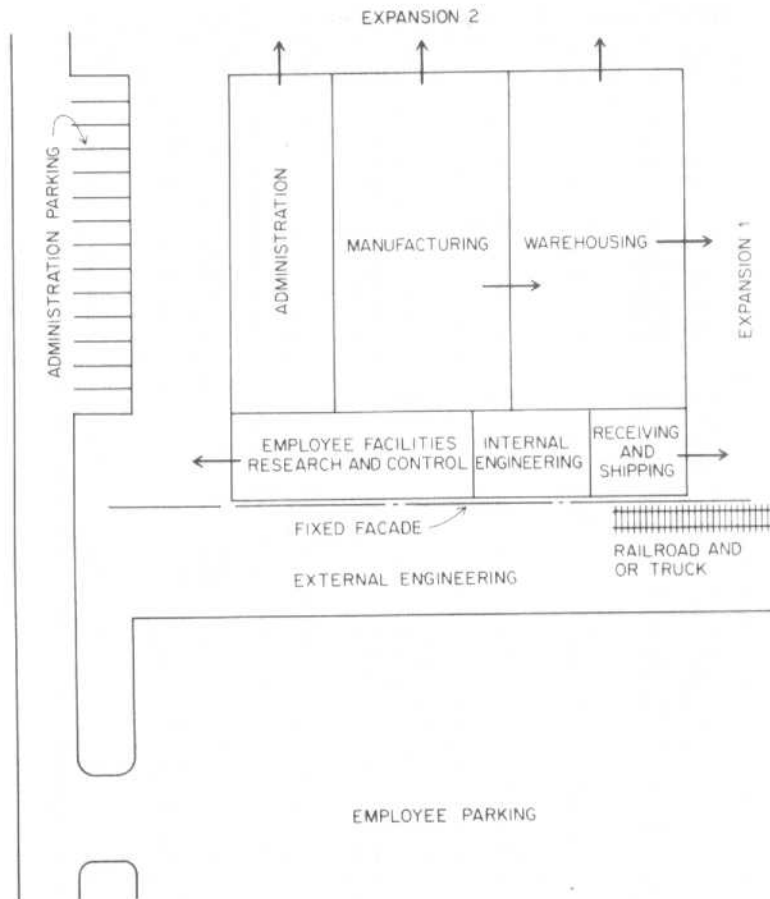 EXPANSION 2
ADMINISTRATION PARKING
ADMINISTRATION
MANUFACTURING
WAREHOUSING
EXPANSION 1
EMPLOYEE FACILITIES
RESEARCH AND CONTROL
INTERNAL
ENGINEERING
RECEIVING
AND
SHIPPING
FIXED FACADE
RAILROAD AND
OR TRUCK
EXTERNAL ENGINEERING
EMPLOYEE PARKING